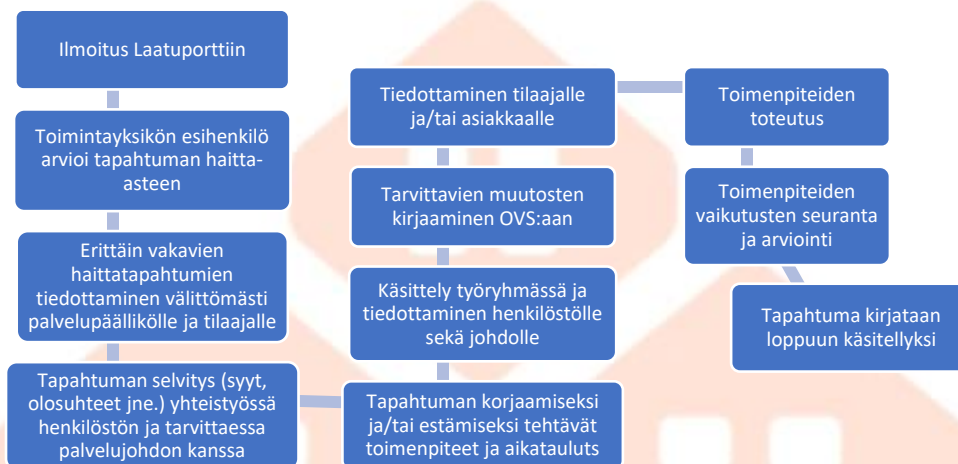 Ilmoitus Laatuporttiin
Toimintayksikön esihenkilö
arvioi tapahtuman haitta-
asteen
Erittäin vakavien
haittatapahtumien
tiedottaminen välittömästi
palvelupäällikölle ja tilaajalle
Tapahtuman selvitys (syyt,
olosuhteet jne.) yhteistyössä
henkilöstön ja tarvittaessa
palvelujohdon kanssa
Tapahtuman korjaamiseksi
ja/tai estämiseksi tehtävät
toimenpiteet ja aikatauluts
Käsittely työryhmässä ja
tiedottaminen henkilöstölle
sekä johdolle
Tarvittavien muutosten
kirjaaminen OVS:aan
Tiedottaminen tilaajalle
ja/tai asiakkaalle
Toimenpiteiden
toteutus
Toimenpiteiden
vaikutusten seuranta
ja arviointi
Tapahtuma kirjataan
loppuun käsitellyksi